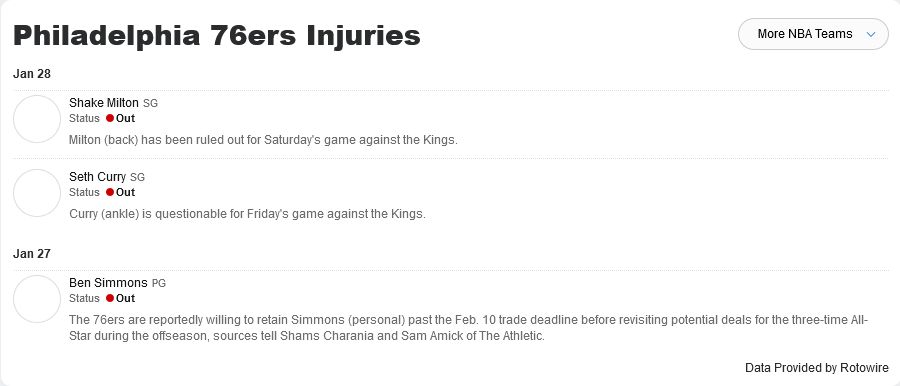 Philadelphia 76ers Injuries
More NBA Teams
Jan 28
Shake Milton SG
Status Out
Milton (back) has been ruled out for Saturday's game against the Kings.
Seth Curry SG
Status Out
Curry (ankle) is questionable for Friday's game against the Kings.
Jan 27
Ben Simmons PG
Status Out
The 76ers are reportedly willing to retain Simmons (personal) past the Feb. 10 trade deadline before revisiting potential deals for the three-time All-
Star during the offseason, sources tell Shams Charania and Sam Amick of The Athletic.
Data Provided by Rotowire